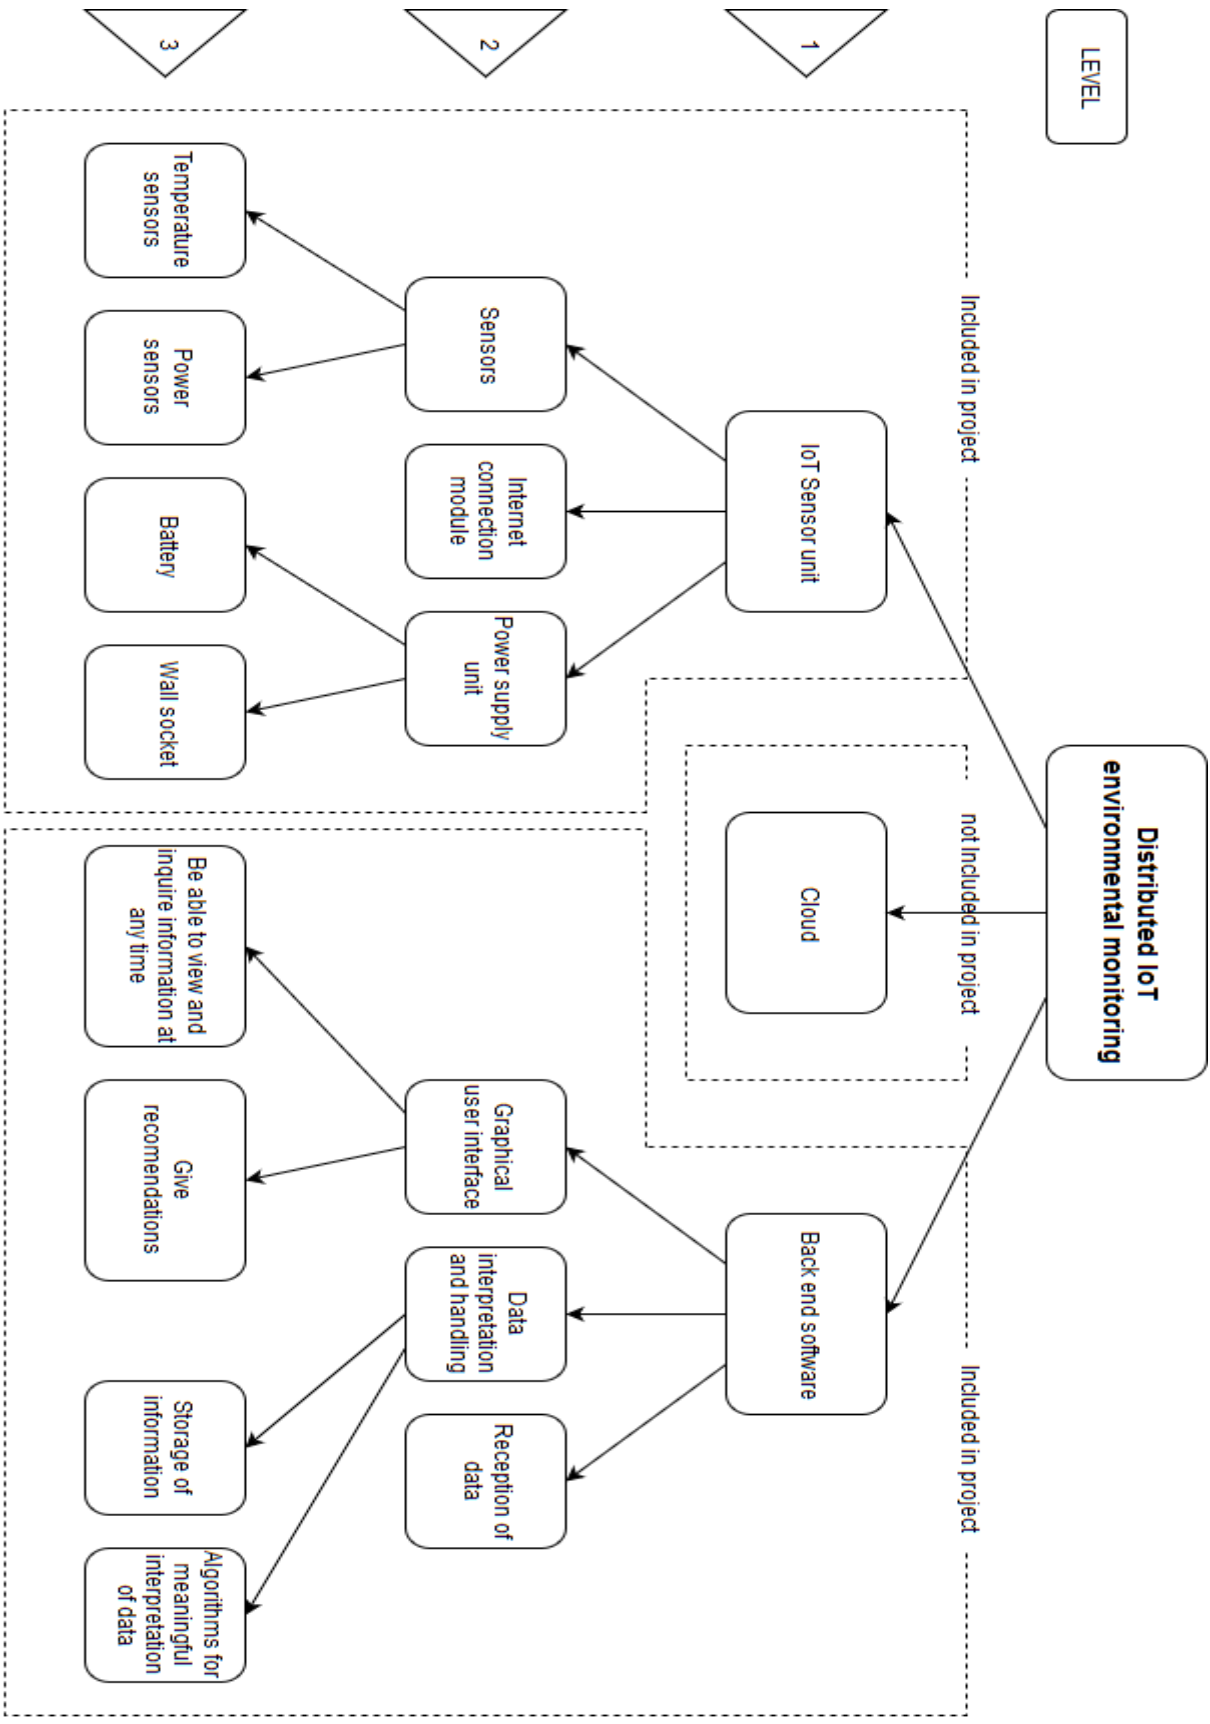 LEVEL
Distributed IoT
environmental monitoring
1
Included in project
not Included in project
Included in project
IoT Sensor unit
Cloud
Back end software
2
Sensors
Internet
connection
module
Power supply
unit
Graphical
user interface
Data
interpretation
and handling
Reception of
data
3
Temperature
sensors
Power
sensors
Battery
Wall socket
Be able to view and
inquire information at
any time
Give
recomendations
Storage of
information
Algorithms for
meaningful
interpretation
of data